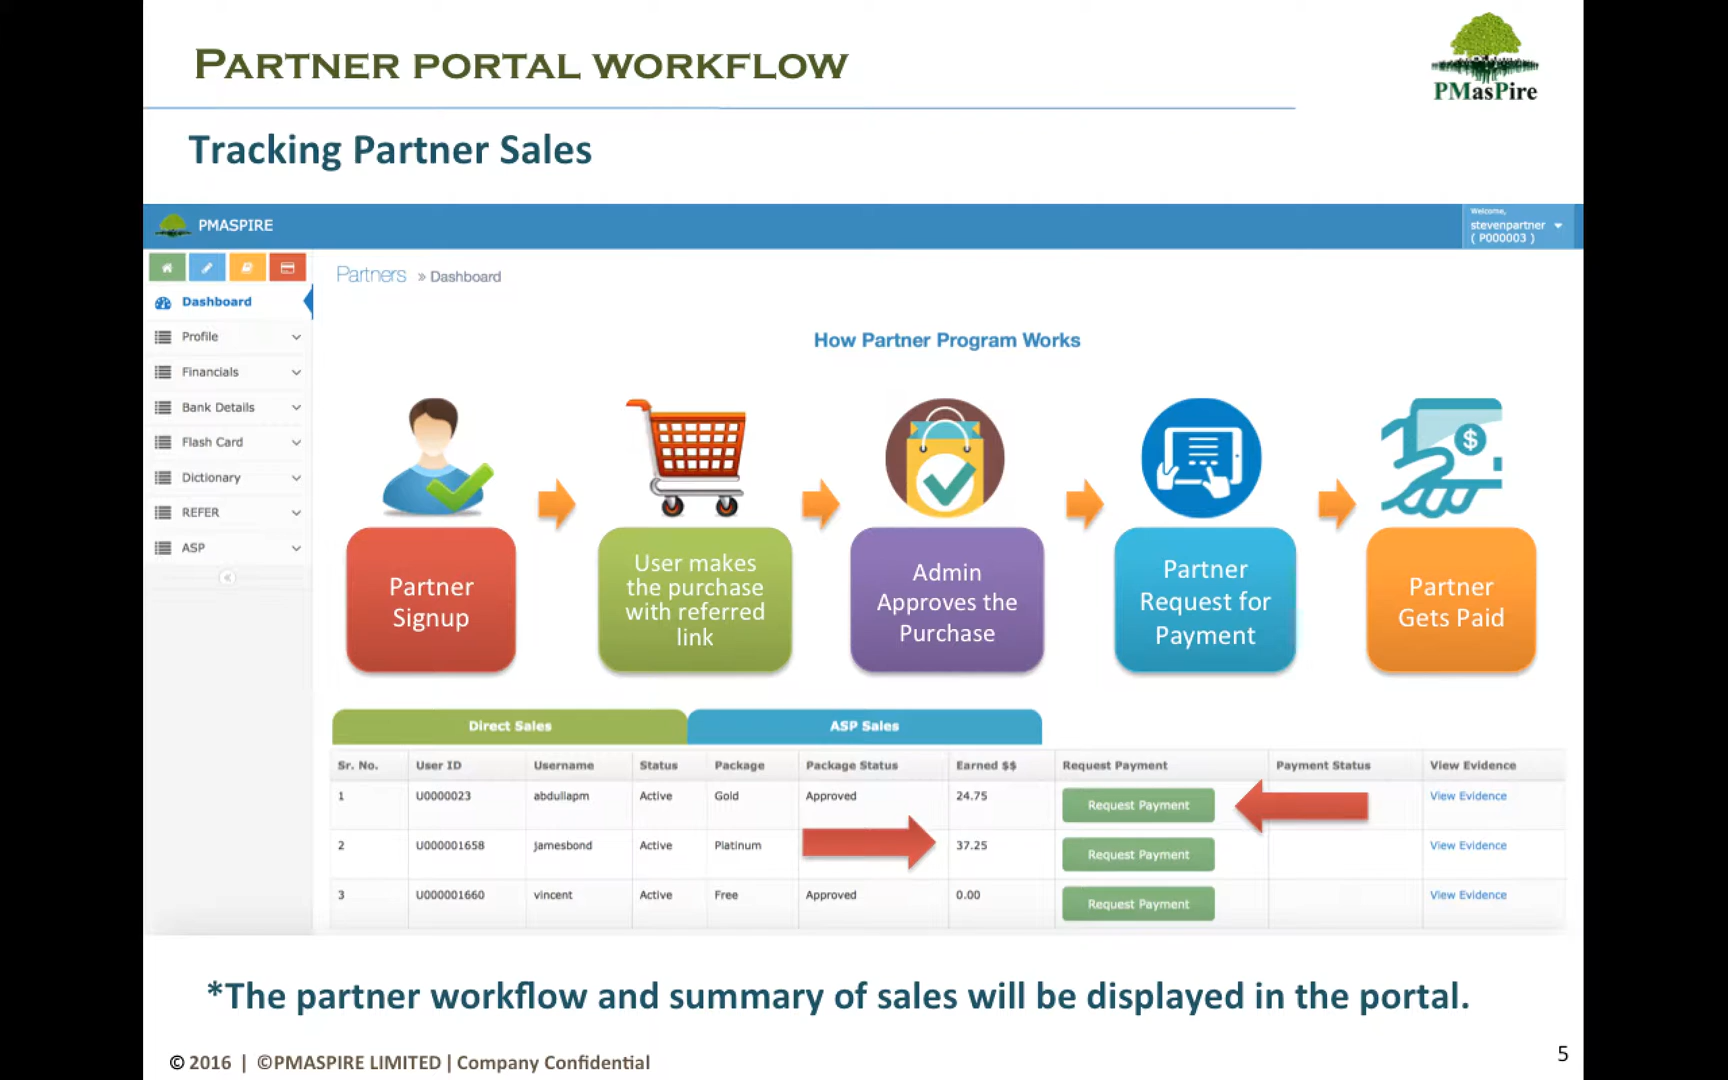 PARTNER PORTAL WORKFLOW
PMasPire
Tracking Partner Sales
PMASPIRE
Welcome,
stevenpartner
( P000003 )
Partners » Dashboard
Dashboard
Profile
Financials
Bank Details
Flash Card
Dictionary
REFER
ASP
How Partner Program Works
Partner
Signup
User makes
the purchase
with referred
link
Admin
Approves the
Purchase
Partner
Request for
Payment
$
Partner
Gets Paid
Direct Sales ASP Sales
Sr. No. User ID Username Status Package Package Status Earned $$ Request Payment Payment Status View Evidence
1 U0000023 abdullapm Active Gold Approved 24.75 Request Payment View Evidence
2 U000001658 jamesbond Active Platinum 37.25 Request Payment View Evidence
3 U000001660 vincent Active Free Approved 0.00 Request Payment View Evidence
*The partner workflow and summary of sales will be displayed in the portal.
© 2016 | ©PMASPIRE LIMITED | Company Confidential
5